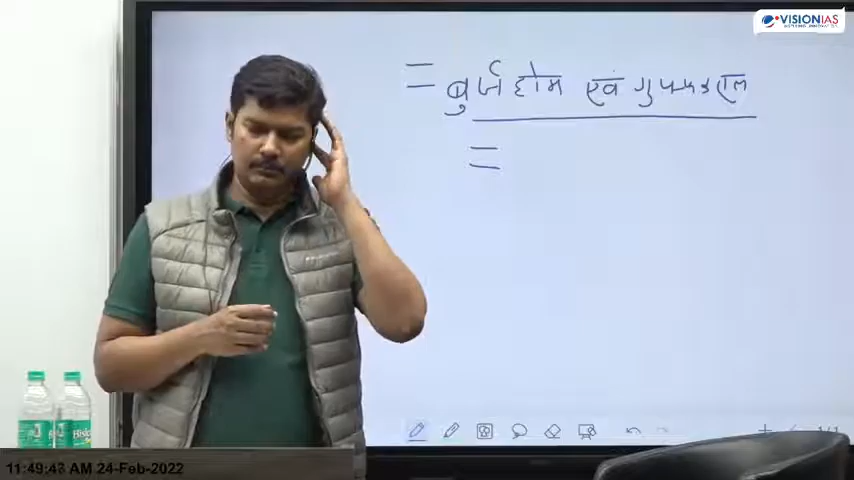 VISIONIAS
= बुर्जहोम एवं गुफ्फकराल
=
11:49:43 AM 24-Feb-2022